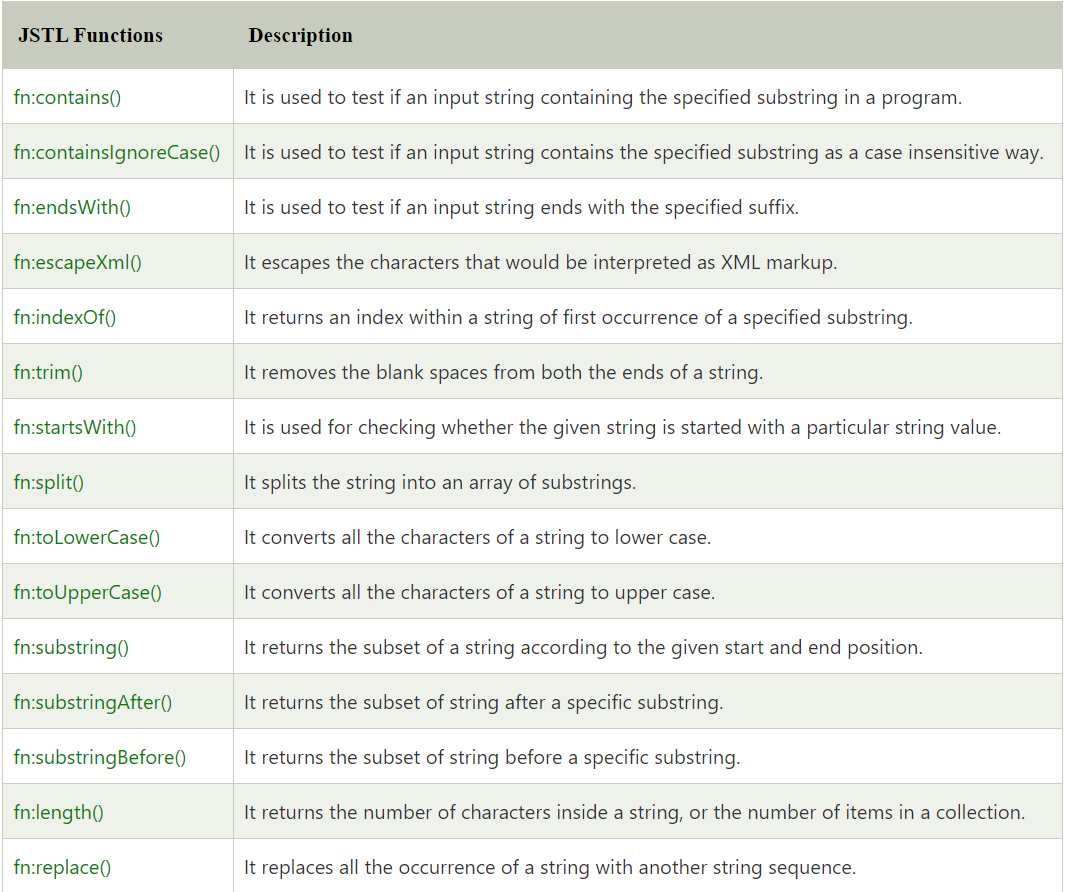 JSTL Functions Description
fn:contains() It is used to test if an input string containing the specified substring in a program.
fn:containsIgnoreCase() It is used to test if an input string contains the specified substring as a case insensitive way.
fn:endsWith() It is used to test if an input string ends with the specified suffix.
fn:escapeXml() It escapes the characters that would be interpreted as XML markup.
fn:indexOf() It returns an index within a string of first occurrence of a specified substring.
fn:trim() It removes the blank spaces from both the ends of a string.
fn:startsWith() It is used for checking whether the given string is started with a particular string value.
fn:split() It splits the string into an array of substrings.
fn:toLowerCase() It converts all the characters of a string to lower case.
fn:toUpperCase() It converts all the characters of a string to upper case.
fn:substring() It returns the subset of a string according to the given start and end position.
fn:substringAfter() It returns the subset of string after a specific substring.
fn:substringBefore() It returns the subset of string before a specific substring.
fn:length() It returns the number of characters inside a string, or the number of items in a collection.
fn:replace() It replaces all the occurrence of a string with another string sequence.